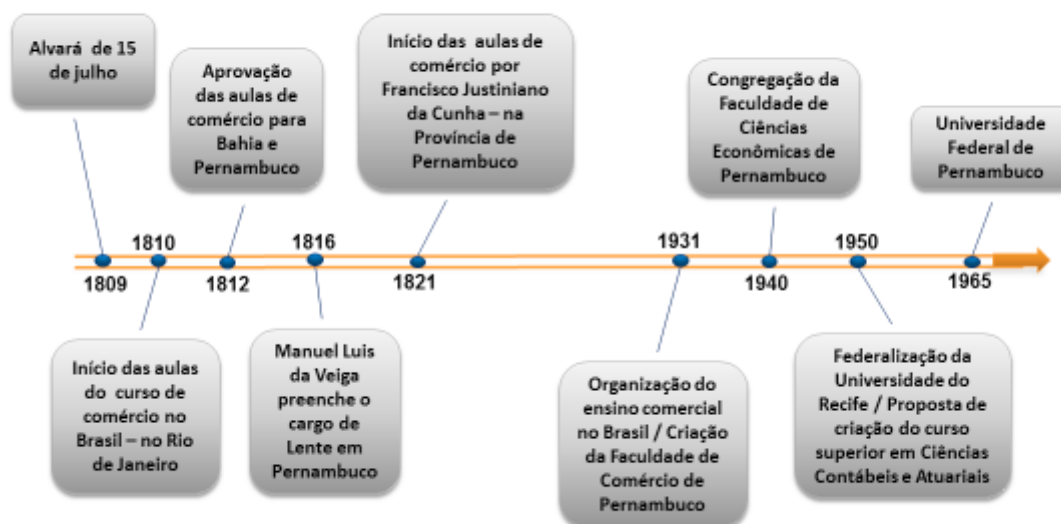 Alvará de 15
de julho
Aprovação
das aulas de
comércio para
Bahia e
Pernambuco
Início das aulas de
comércio por
Francisco Justiniano
da Cunha – na
Província de
Pernambuco
Congregação da
Faculdade de
Ciências
Econômicas de
Pernambuco
Universidade
Federal de
Pernambuco
1810
1816
1931
1950
1809
1812
1821
1940
1965
Início das aulas
do curso de
comércio no
Brasil – no Rio
de Janeiro
Manuel Luis
da Veiga
preenche o
cargo de
Lente em
Pernambuco
Organização do
ensino comercial
no Brasil / Criação
da Faculdade de
Comércio de
Pernambuco
Federalização da
Universidade do
Recife / Proposta de
criação do curso
superior em Ciências
Contábeis e Atuariais